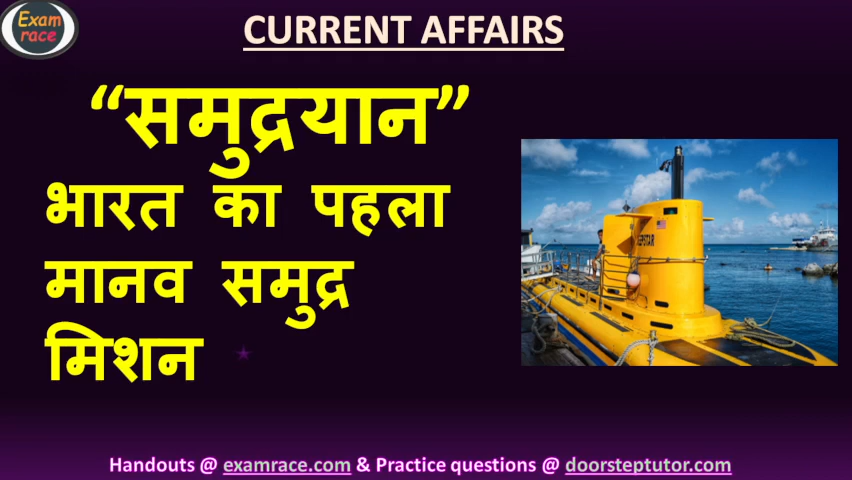 Exam
race
CURRENT AFFAIRS
“समुद्रयान”
भारत का पहला
मानव समुद्र
मिशन
Handouts @ examrace.com & Practice questions @ doorsteptutor.com